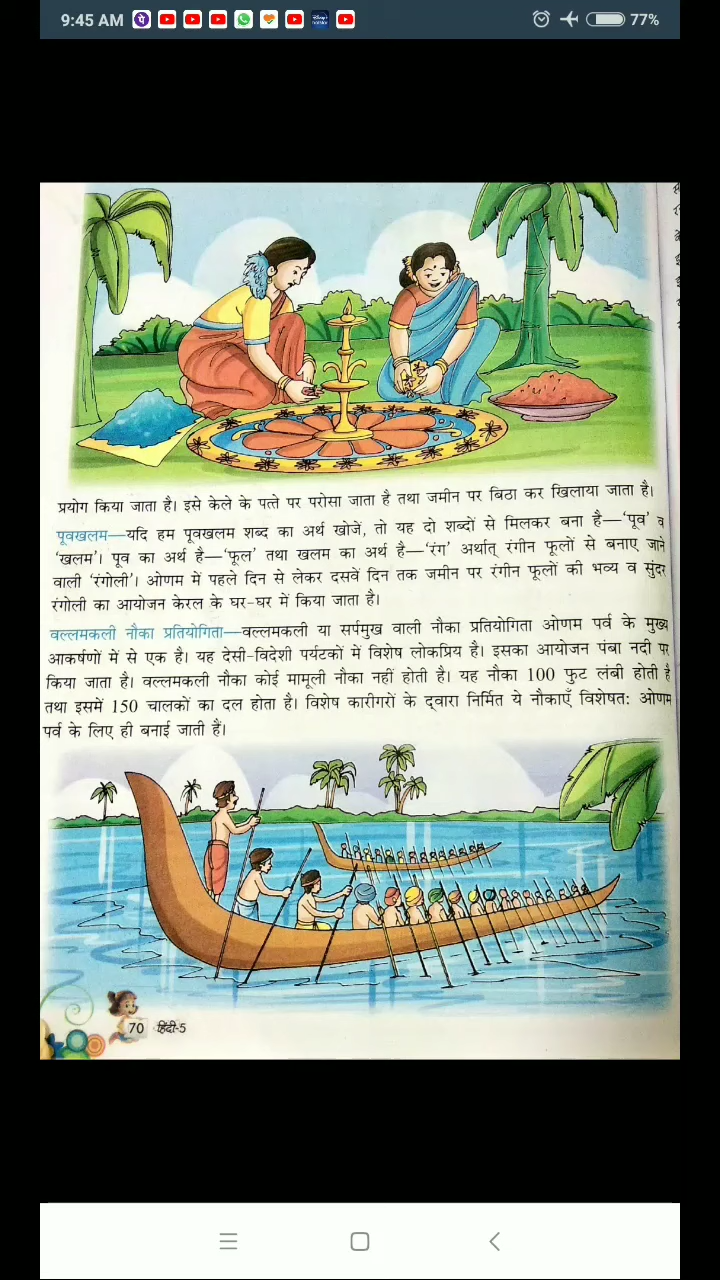 9:45 AM
77%
प्रयोग किया जाता है। इसे केले के पत्ते पर परोसा जाता है तथा जमीन पर बिठा कर खिलाया जाता है।
पूवखलम—यदि हम पूवखलम शब्द का अर्थ खोजें, तो यह दो शब्दों से मिलकर बना है—‘पूव’ व
‘खलम’। पूव का अर्थ है—‘फूल’ तथा खलम का अर्थ है—‘रंग’ अर्थात् रंगीन फूलों से बनाए जाने
वाली ‘रंगोली’। ओणम में पहले दिन से लेकर दसवें दिन तक जमीन पर रंगीन फूलों की भव्य व सुंदर
रंगोली का आयोजन केरल के घर-घर में किया जाता है।
वल्लमकली नौका प्रतियोगिता—वल्लमकली या सर्पमुख वाली नौका प्रतियोगिता ओणम पर्व के मुख्य
आकर्षणों में से एक है। यह देसी-विदेशी पर्यटकों में विशेष लोकप्रिय है। इसका आयोजन पंबा नदी पर
किया जाता है। वल्लमकली नौका कोई मामूली नौका नहीं होती है। यह नौका 100 फुट लंबी होती है
तथा इसमें 150 चालकों का दल होता है। विशेष कारीगरों के द्वारा निर्मित ये नौकाएँ विशेषत: ओणम
पर्व के लिए ही बनाई जाती हैं।
70 हिंदी-5